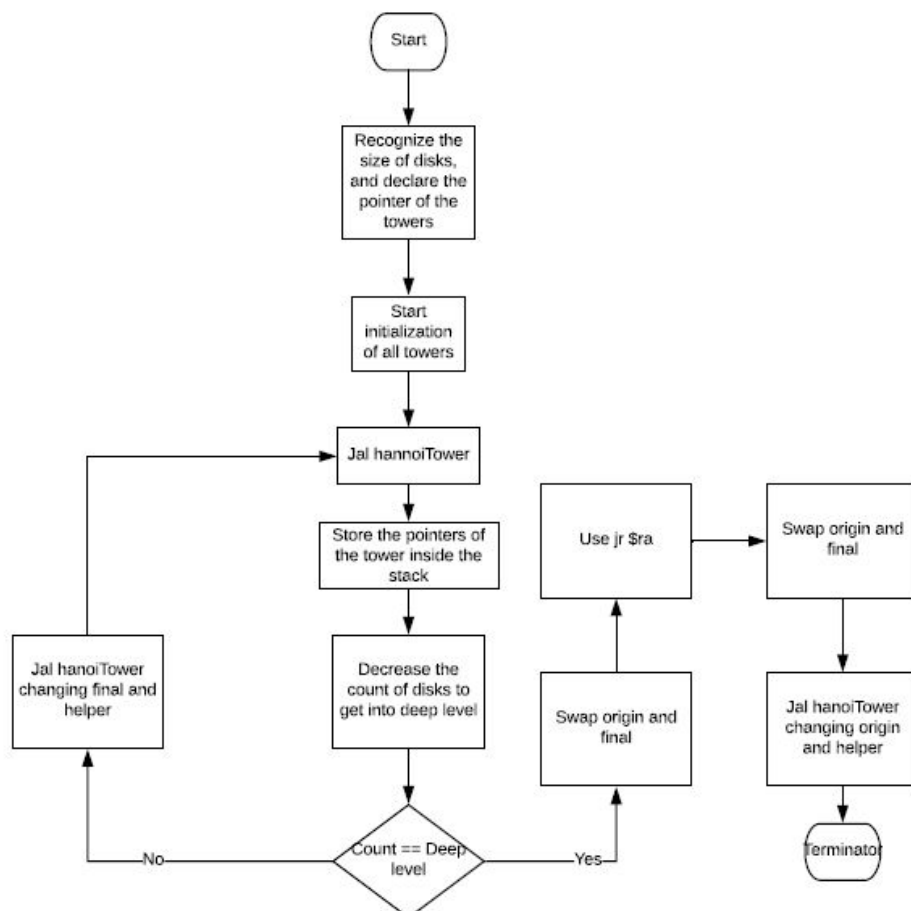 Start
Recognize the
size of disks,
and declare the
pointer of the
towers
Start
initialization
of all towers
Jal hannoiTower
Store the pointers of
the tower inside the
stack
Decrease the
count of disks to
get into deep level
Count == Deep
level
No
Jal hanoiTower
changing final and
helper
Yes
Swap origin and
final
Use jr $ra
Swap origin and
final
Jal hanoiTower
changing origin
and helper
Terminator